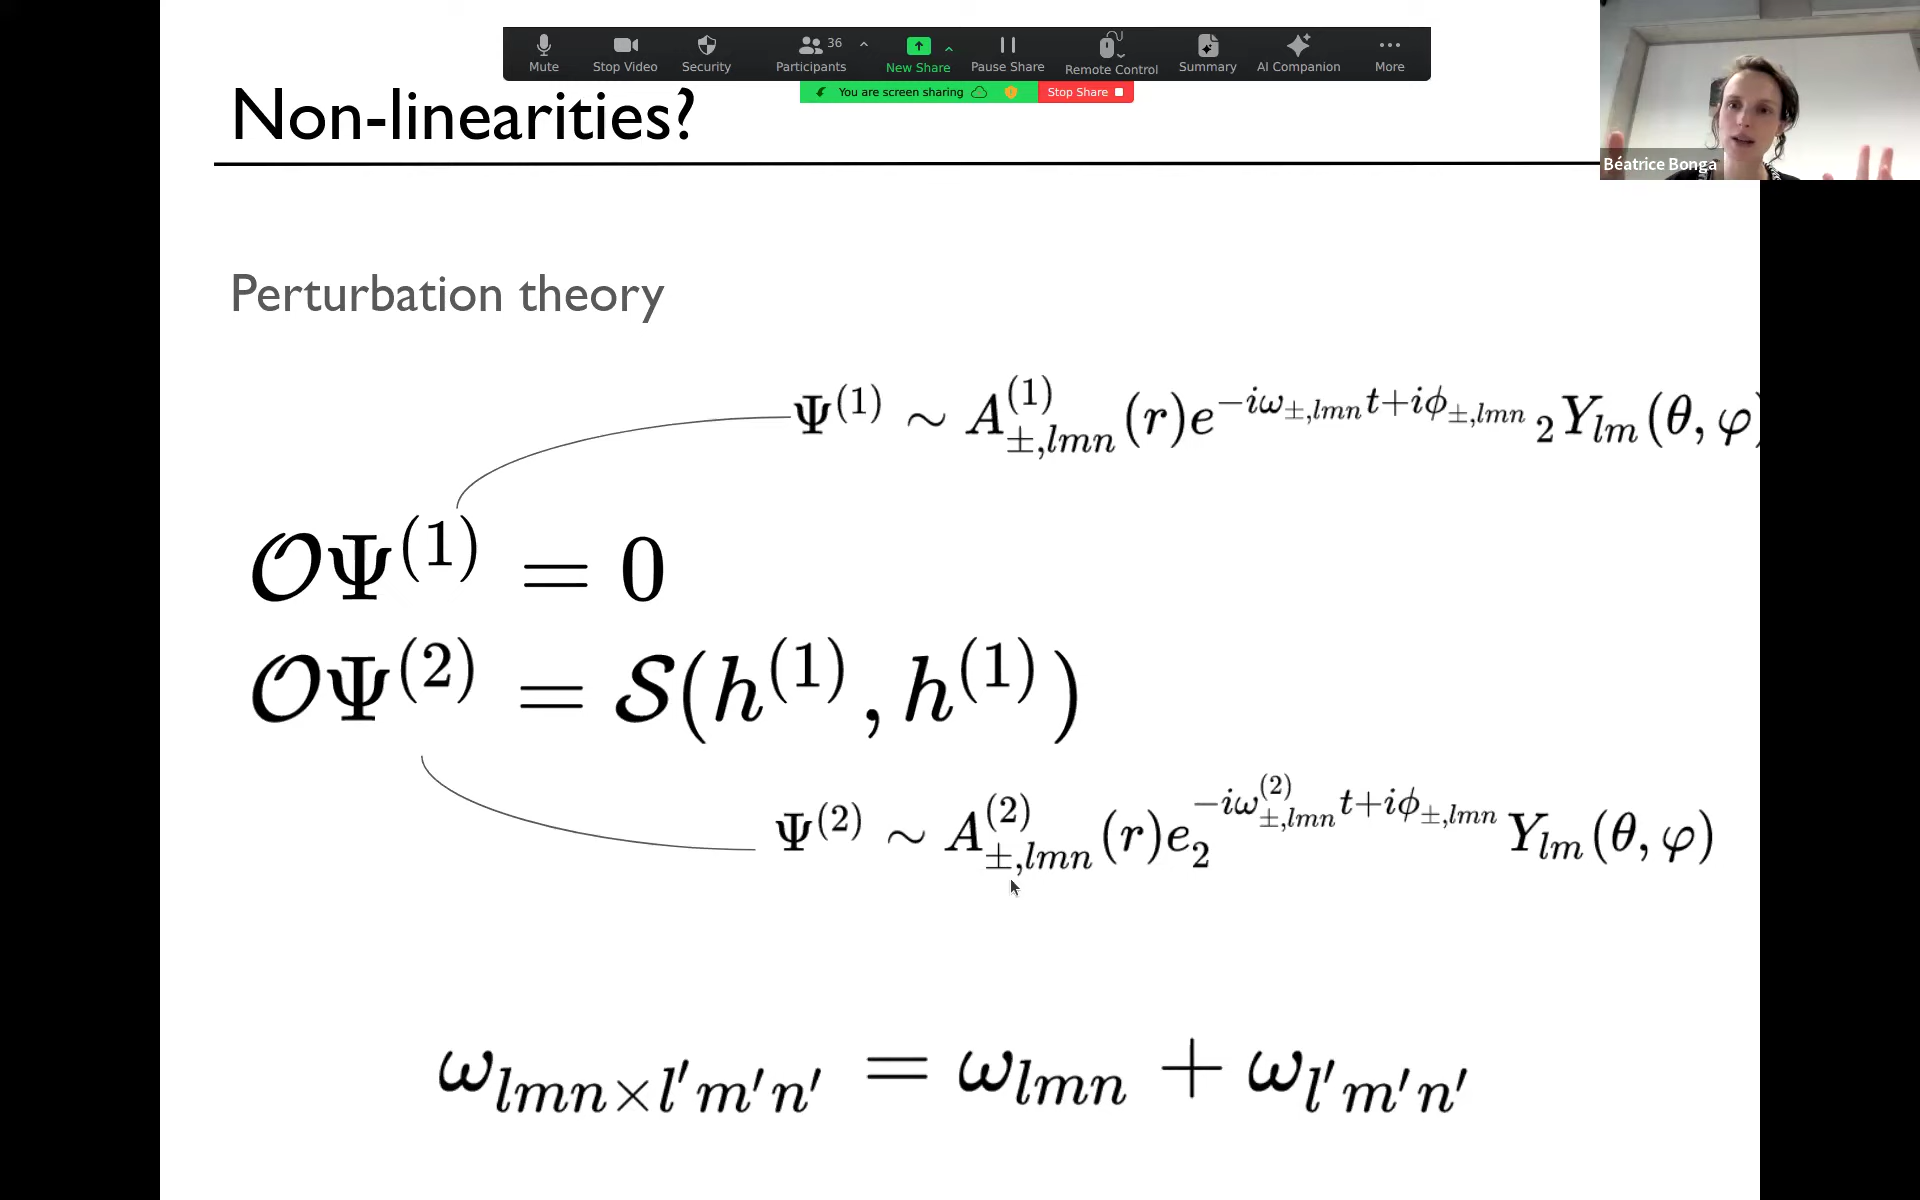 Mute
Stop Video
Security
Participants
36
New Share
Pause Share
Remote Control
Summary
AI Companion
More
You are screen sharing
Stop Share
Non-linearities?
Béatrice Bonga
Perturbation theory
Ψ^{(1)} ∼ A^{(1)}_{±,lmn}(r)e^{-iω_{±,lmn}t+iϕ_{±,lmn}} {}_2Y_{lm}(θ, φ)
𝒪Ψ^{(1)} = 0
𝒪Ψ^{(2)} = 𝒮(h^{(1)}, h^{(1)})
Ψ^{(2)} ∼ A^{(2)}_{±,lmn}(r)e_2^{-iω^{(2)}_{±,lmn}t+iϕ_{±,lmn}} Y_{lm}(θ, φ)
ω_{lmn×l'm'n'} = ω_{lmn} + ω_{l'm'n'}